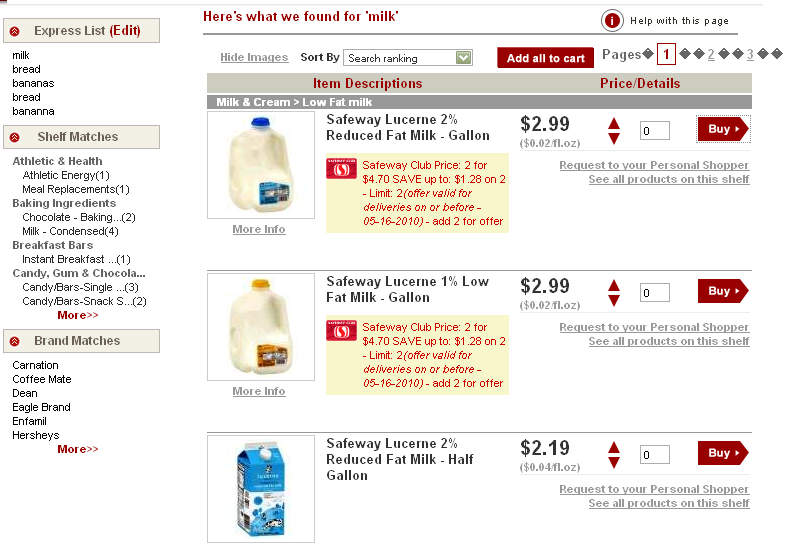 Here's what we found for 'milk'
Help with this page
Express List (Edit)
milk
bread
bananas
bread
bananna
Shelf Matches
Athletic & Health
Athletic Energy(1)
Meal Replacements(1)
Baking Ingredients
Chocolate - Baking...(2)
Milk - Condensed(4)
Breakfast Bars
Instant Breakfast ...(1)
Candy, Gum & Chocola...
Candy/Bars-Single ...(3)
Candy/Bars-Snack S...(2)
More>>
Brand Matches
Carnation
Coffee Mate
Dean
Eagle Brand
Enfamil
Hersheys
More>>
Hide Images Sort By Search ranking Add all to cart Pages� 1 ��2��3��
Item Descriptions Price/Details
Milk & Cream > Low Fat milk
Safeway Lucerne 2%
Reduced Fat Milk - Gallon
SAFEWAY CLUB
Safeway Club Price: 2 for
$4.70 SAVE up to: $1.28 on 2
- Limit: 2(offer valid for
deliveries on or before -
05-16-2010) - add 2 for offer
More Info
$2.99
($0.02/fl.oz)
0
Buy
Request to your Personal Shopper
See all products on this shelf
Safeway Lucerne 1% Low
Fat Milk - Gallon
SAFEWAY CLUB
Safeway Club Price: 2 for
$4.70 SAVE up to: $1.28 on 2
- Limit: 2(offer valid for
deliveries on or before -
05-16-2010) - add 2 for offer
More Info
$2.99
($0.02/fl.oz)
0
Buy
Request to your Personal Shopper
See all products on this shelf
Safeway Lucerne 2%
Reduced Fat Milk - Half
Gallon
$2.19
($0.04/fl.oz)
0
Buy
Request to your Personal Shopper
See all products on this shelf